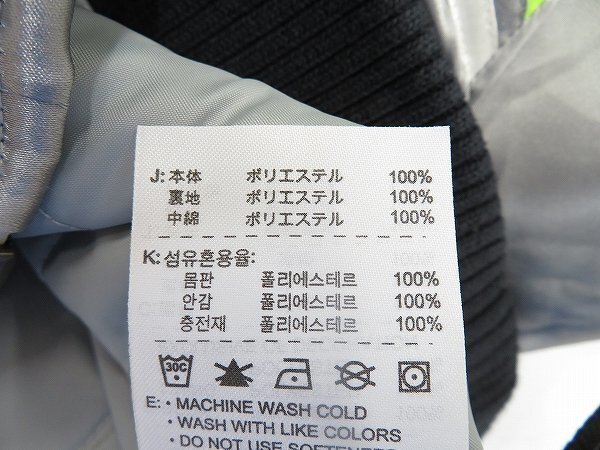 J: 本体 ポリエステル 100%
裏地 ポリエステル 100%
中綿 ポリエステル 100%
K: 섬유혼용율:
몸판 폴리에스테르 100%
안감 폴리에스테르 100%
충전재 폴리에스테르 100%
30C
E: • MACHINE WASH COLD
• WASH WITH LIKE COLORS
• DO NOT USE SOFTENERS